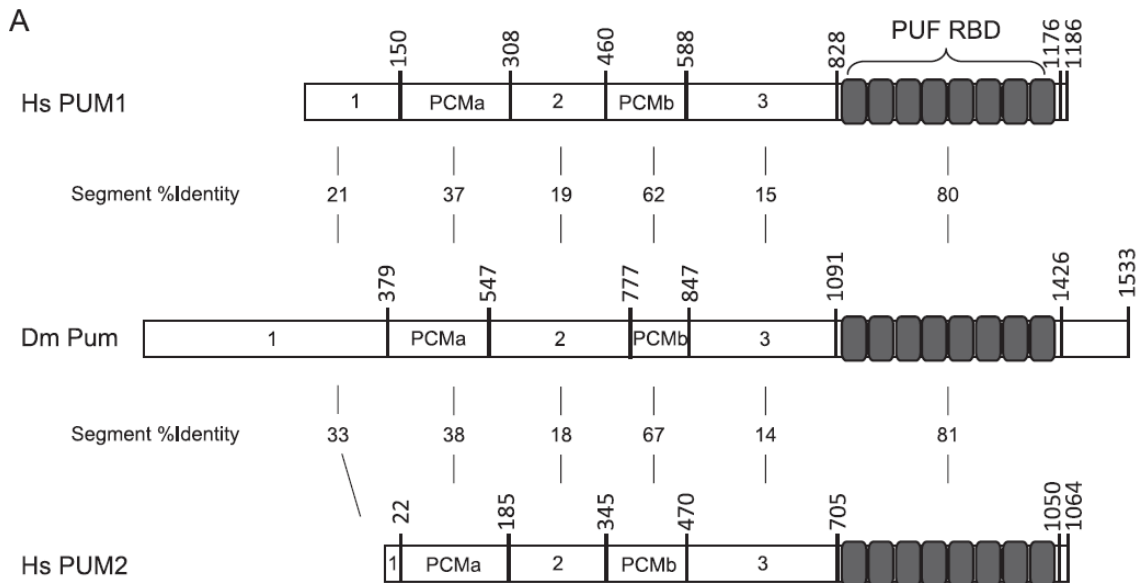 A
PUF RBD
150 308 460 588 828 1176 1186
Hs PUM1 1 PCMa 2 PCMb 3
Segment %Identity 21 37 19 62 15 80
379 547 777 847 1091 1426 1533
Dm Pum 1 PCMa 2 PCMb 3
Segment %Identity 33 38 18 67 14 81
22 185 345 470 705 1050 1064
Hs PUM2 1 PCMa 2 PCMb 3